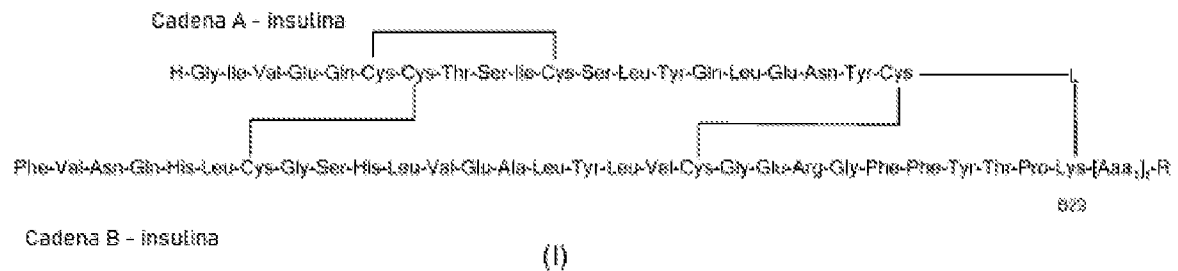 Cadena A - insulina
H-Gly-Ile-Val-Glu-Gln-Cys-Cys-Thr-Ser-Ile-Cys-Ser-Leu-Tyr-Gln-Leu-Glu-Asn-Tyr-Cys L
Phe-Val-Asn-Gln-His-Leu-Cys-Gly-Ser-His-Leu-Val-Glu-Ala-Leu-Tyr-Leu-Val-Cys-Gly-Glu-Arg-Gly-Phe-Phe-Tyr-Thr-Pro-Lys-[Aaa₁]-R
B29
Cadena B - insulina
(I)